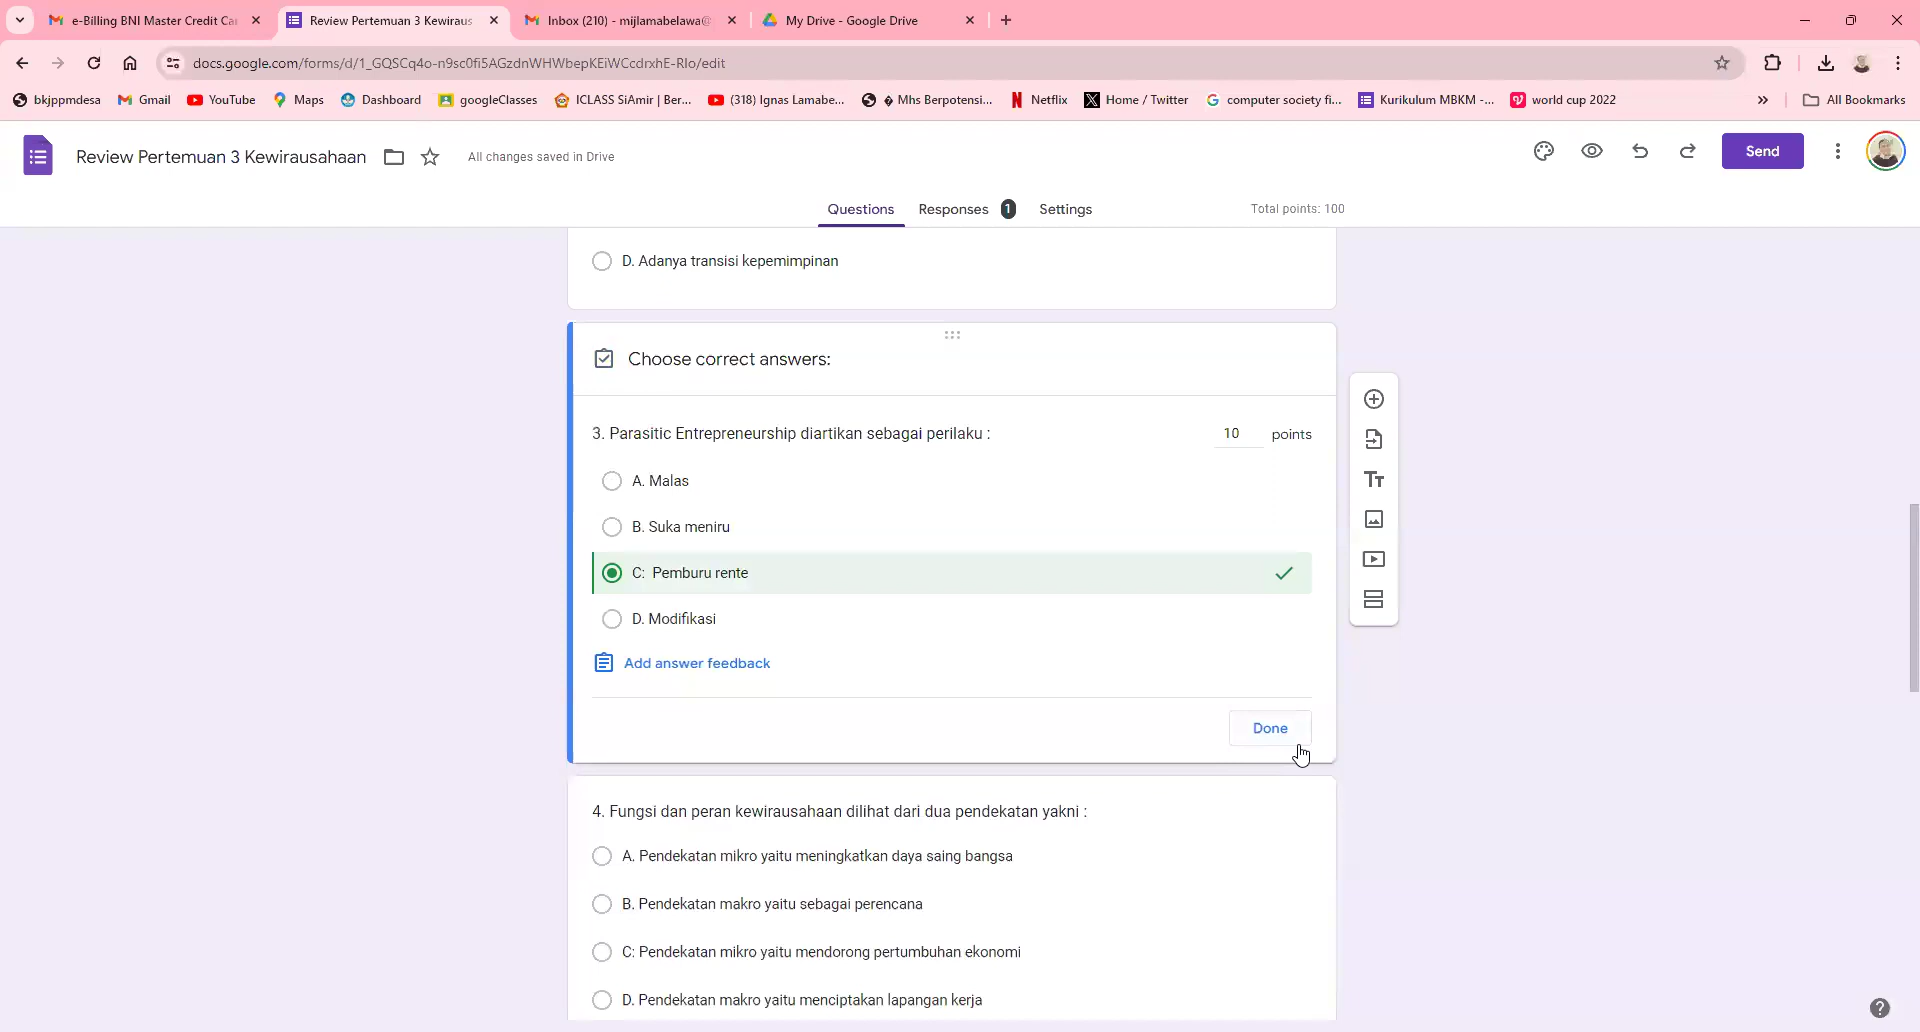 e-Billing BNI Master Credit Ca
Review Pertemuan 3 Kewiraus
Inbox (210) - mijlamabelawa@
My Drive - Google Drive
docs.google.com/forms/d/1_GQSCq4o-n9sc0fi5AGzdnWHWbepKEiWCcdrxhE-RIo/edit
bkjppmdesa
Gmail
YouTube
Maps
Dashboard
googleClasses
ICLASS SiAmir | Ber...
(318) Ignas Lamabe...
� Mhs Berpotensi...
Netflix
Home / Twitter
computer society fi...
Kurikulum MBKM -...
world cup 2022
All Bookmarks
Review Pertemuan 3 Kewirausahaan
All changes saved in Drive
Send
Questions
Responses 1
Settings
Total points: 100
D. Adanya transisi kepemimpinan
Choose correct answers:
3. Parasitic Entrepreneurship diartikan sebagai perilaku :
10 points
A. Malas
B. Suka meniru
C: Pemburu rente
D. Modifikasi
Add answer feedback
Done
4. Fungsi dan peran kewirausahaan dilihat dari dua pendekatan yakni :
A. Pendekatan mikro yaitu meningkatkan daya saing bangsa
B. Pendekatan makro yaitu sebagai perencana
C: Pendekatan mikro yaitu mendorong pertumbuhan ekonomi
D. Pendekatan makro yaitu menciptakan lapangan kerja